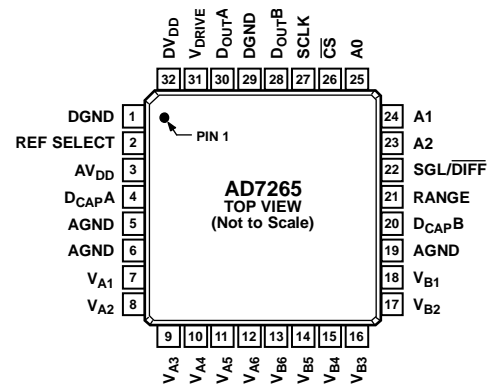 DVDD
VDRIVE
DOUTA
DGND
DOUTB
SCLK
CS
A0
32 31 30 29 28 27 26 25
DGND 1
REF SELECT 2
AVDD 3
DCAPA 4
AGND 5
AGND 6
VA1 7
VA2 8
PIN 1
AD7265
TOP VIEW
(Not to Scale)
24 A1
23 A2
22 SGL/DIFF
21 RANGE
20 DCAPB
19 AGND
18 VB1
17 VB2
9 10 11 12 13 14 15 16
VA3
VA4
VA5
VA6
VB6
VB5
VB4
VB3